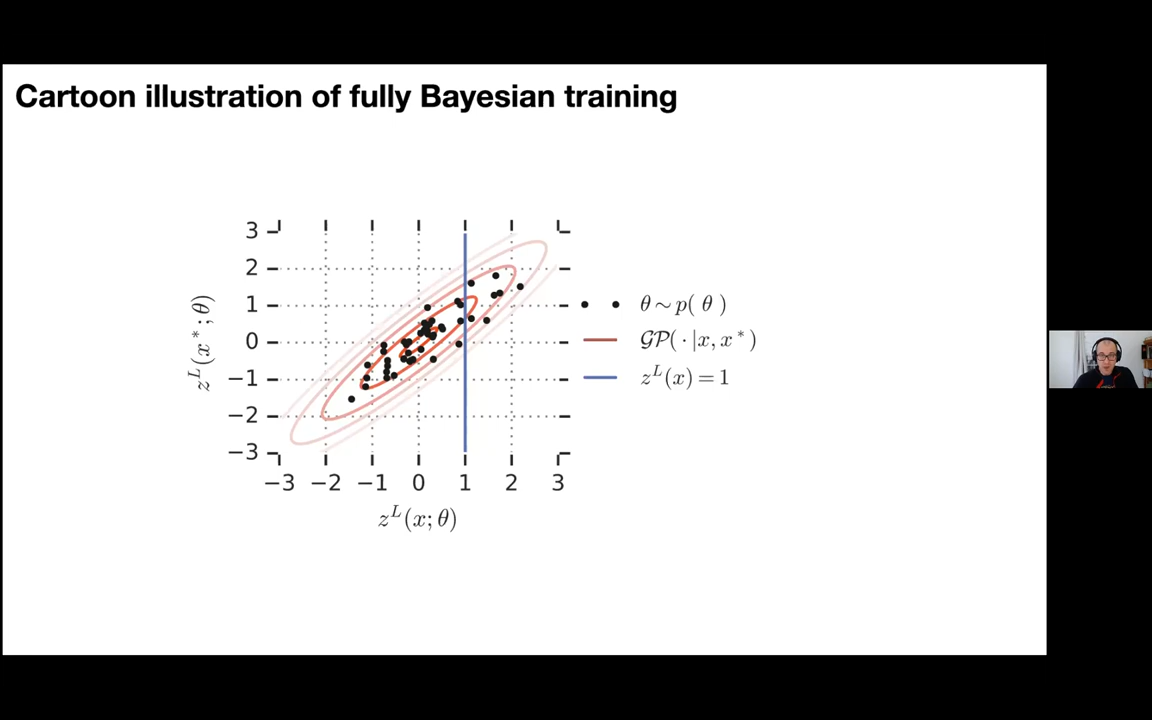 Cartoon illustration of fully Bayesian training
3
2
1
0
−1
−2
−3
z^L(x*; θ)
−3 −2 −1 0 1 2 3
z^L(x; θ)
θ ~ p( θ )
𝒢𝒫( · |x, x*)
z^L(x) = 1